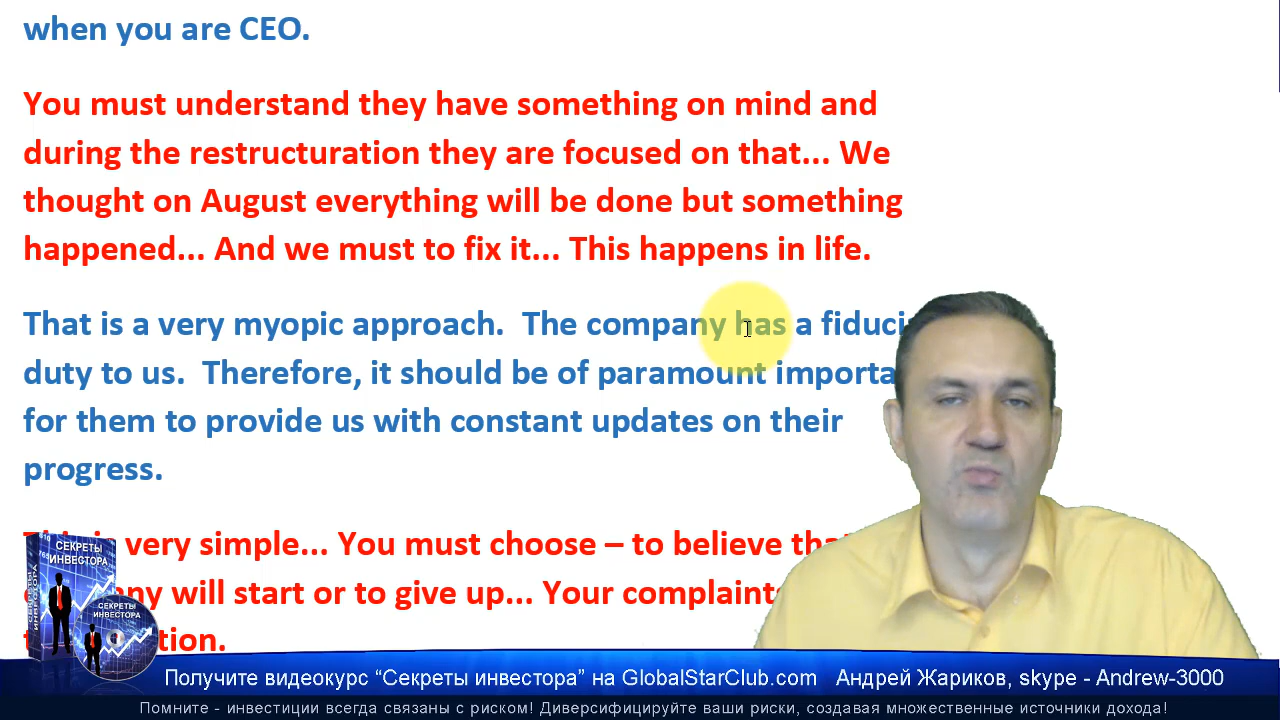 when you are CEO.
You must understand they have something on mind and
during the restructuration they are focused on that... We
thought on August everything will be done but something
happened... And we must to fix it... This happens in life.
That is a very myopic approach. The company has a
duty to us. Therefore, it should be of paramount
for them to provide us with constant updates on their
progress.
very simple... You must choose – to believe
will start or to give up... Your
СЕКРЕТЫ
ИНВЕСТОРА
СЕКРЕТЫ
ИНВЕСТОРА
СЕКРЕТЫ
ИНВЕСТОРА
Получите видеокурс “Секреты инвестора” на GlobalStarClub.com Андрей Жариков, skype - Andrew-3000
Помните - инвестиции всегда связаны с риском! Диверсифицируйте ваши риски, создавая множественные источники дохода!